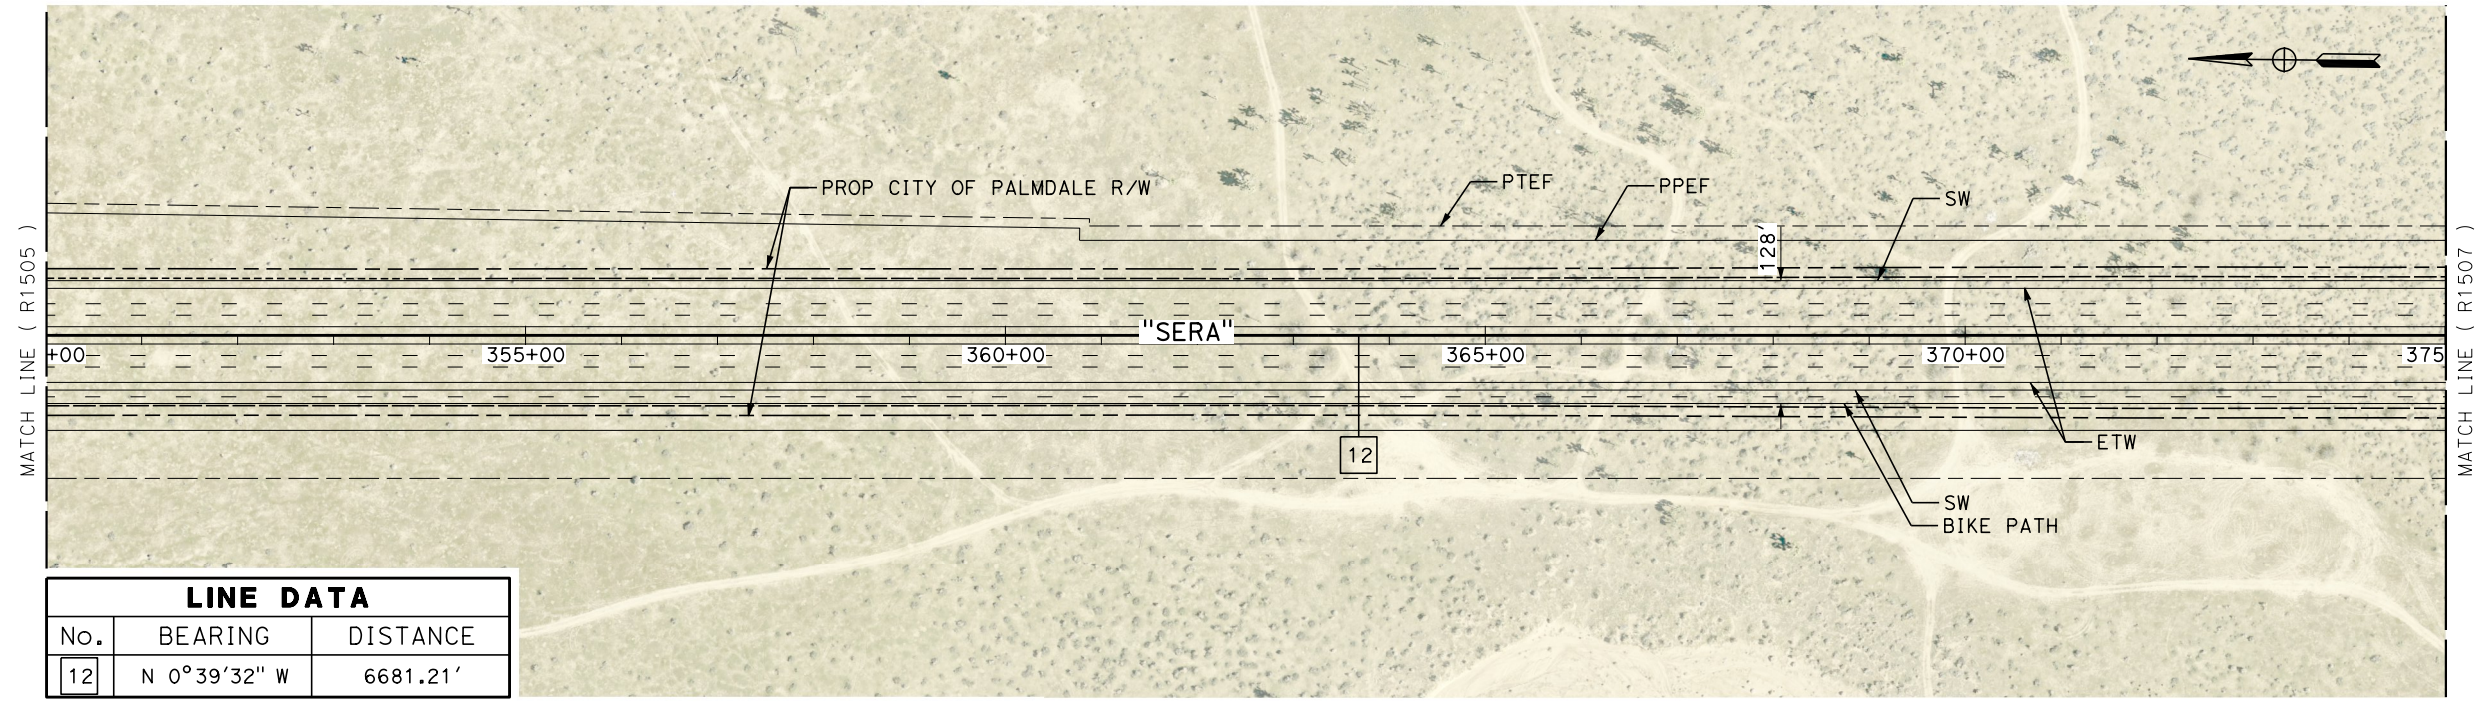 MATCH LINE ( R1505 )
PROP CITY OF PALMDALE R/W
PTEF
PPEF
SW
128'
"SERA"
+00
355+00
360+00
365+00
370+00
375
12
ETW
SW
BIKE PATH
MATCH LINE ( R1507 )
LINE DATA
No. BEARING DISTANCE
12 N 0°39'32" W 6681.21'